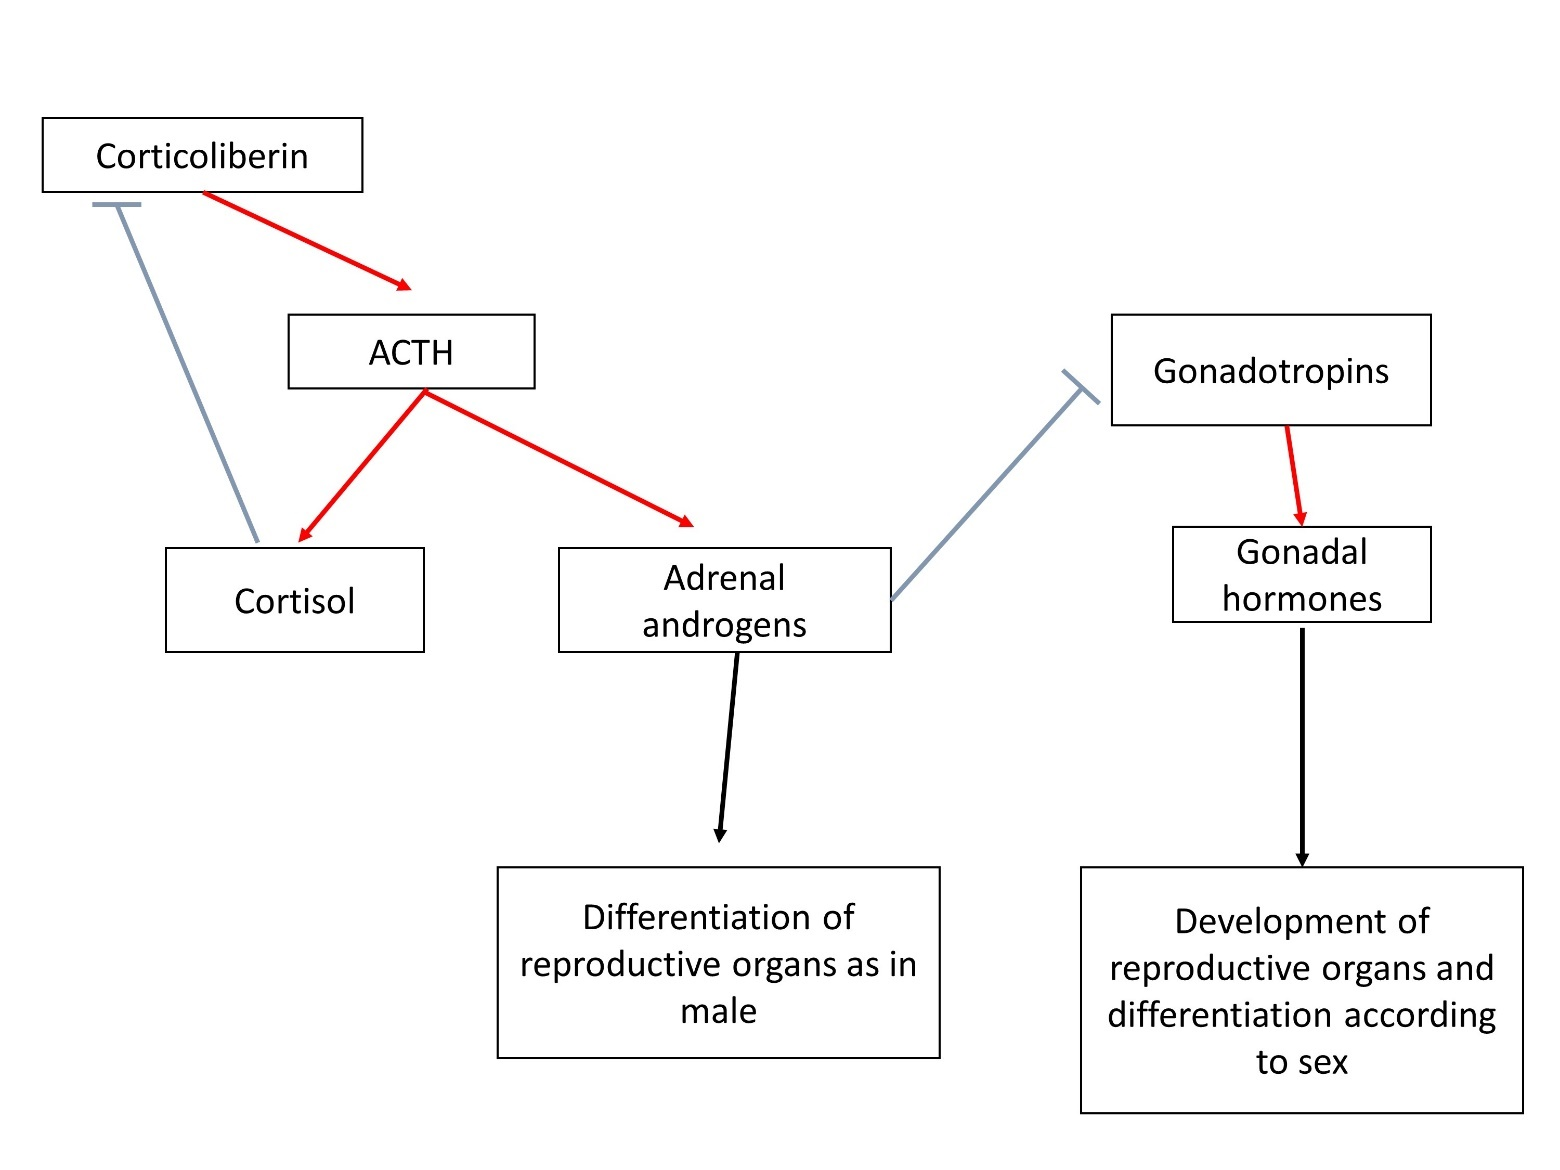 Corticoliberin
ACTH
Gonadotropins
Cortisol
Adrenal
androgens
Gonadal
hormones
Differentiation of
reproductive organs as in
male
Development of
reproductive organs and
differentiation according
to sex